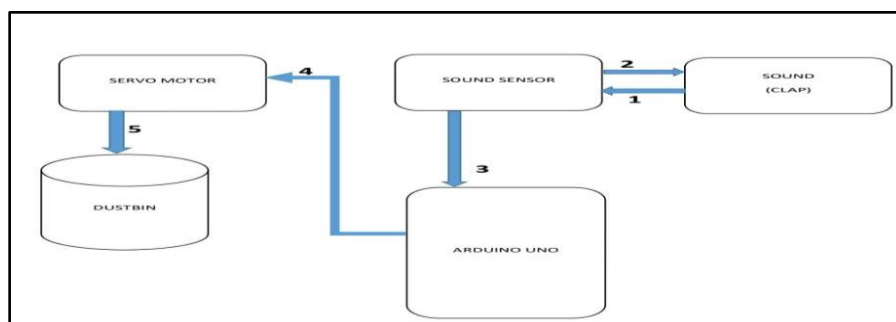 SERVO MOTOR
4
SOUND SENSOR
2
1
SOUND
(CLAP)
5
3
DUSTBIN
ARDUINO UNO